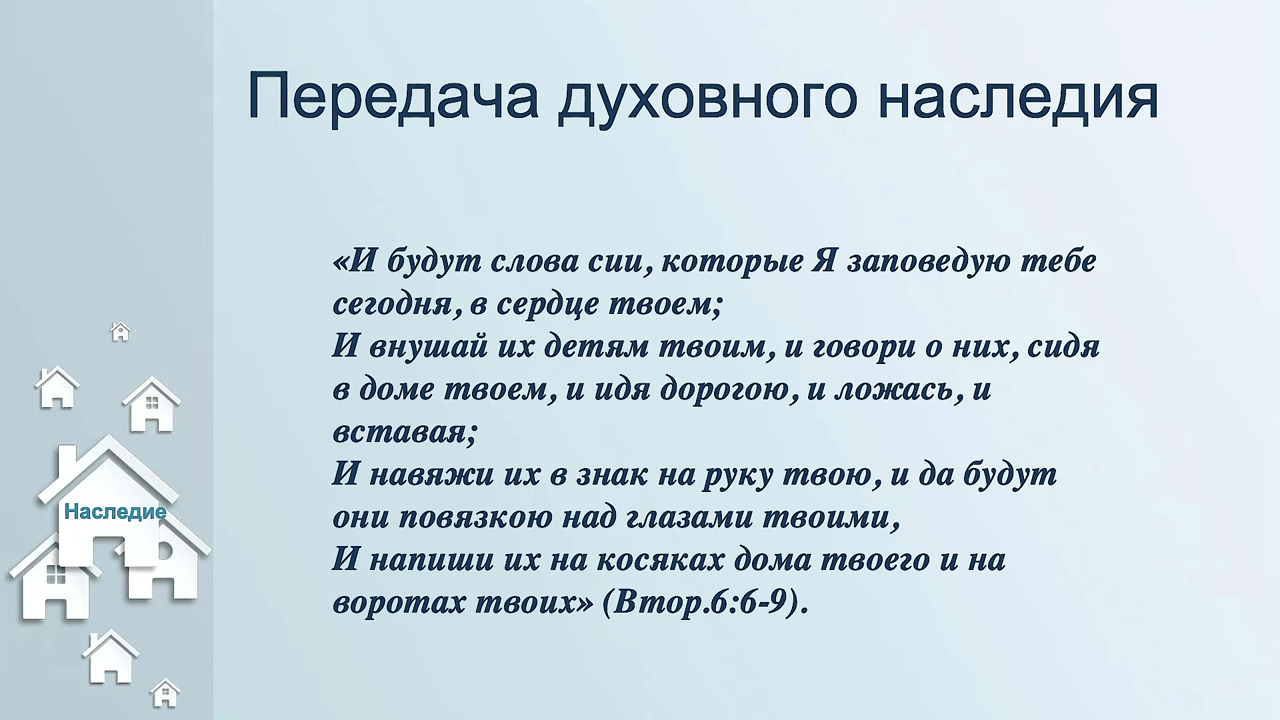 Передача духовного наследия
«И будут слова сии, которые Я заповедую тебе
сегодня, в сердце твоем;
И внушай их детям твоим, и говори о них, сидя
в доме твоем, и идя дорогою, и ложась, и
вставая;
И навяжи их в знак на руку твою, и да будут
они повязкою над глазами твоими,
И напиши их на косяках дома твоего и на
воротах твоих» (Втор.6:6-9).
Наследие